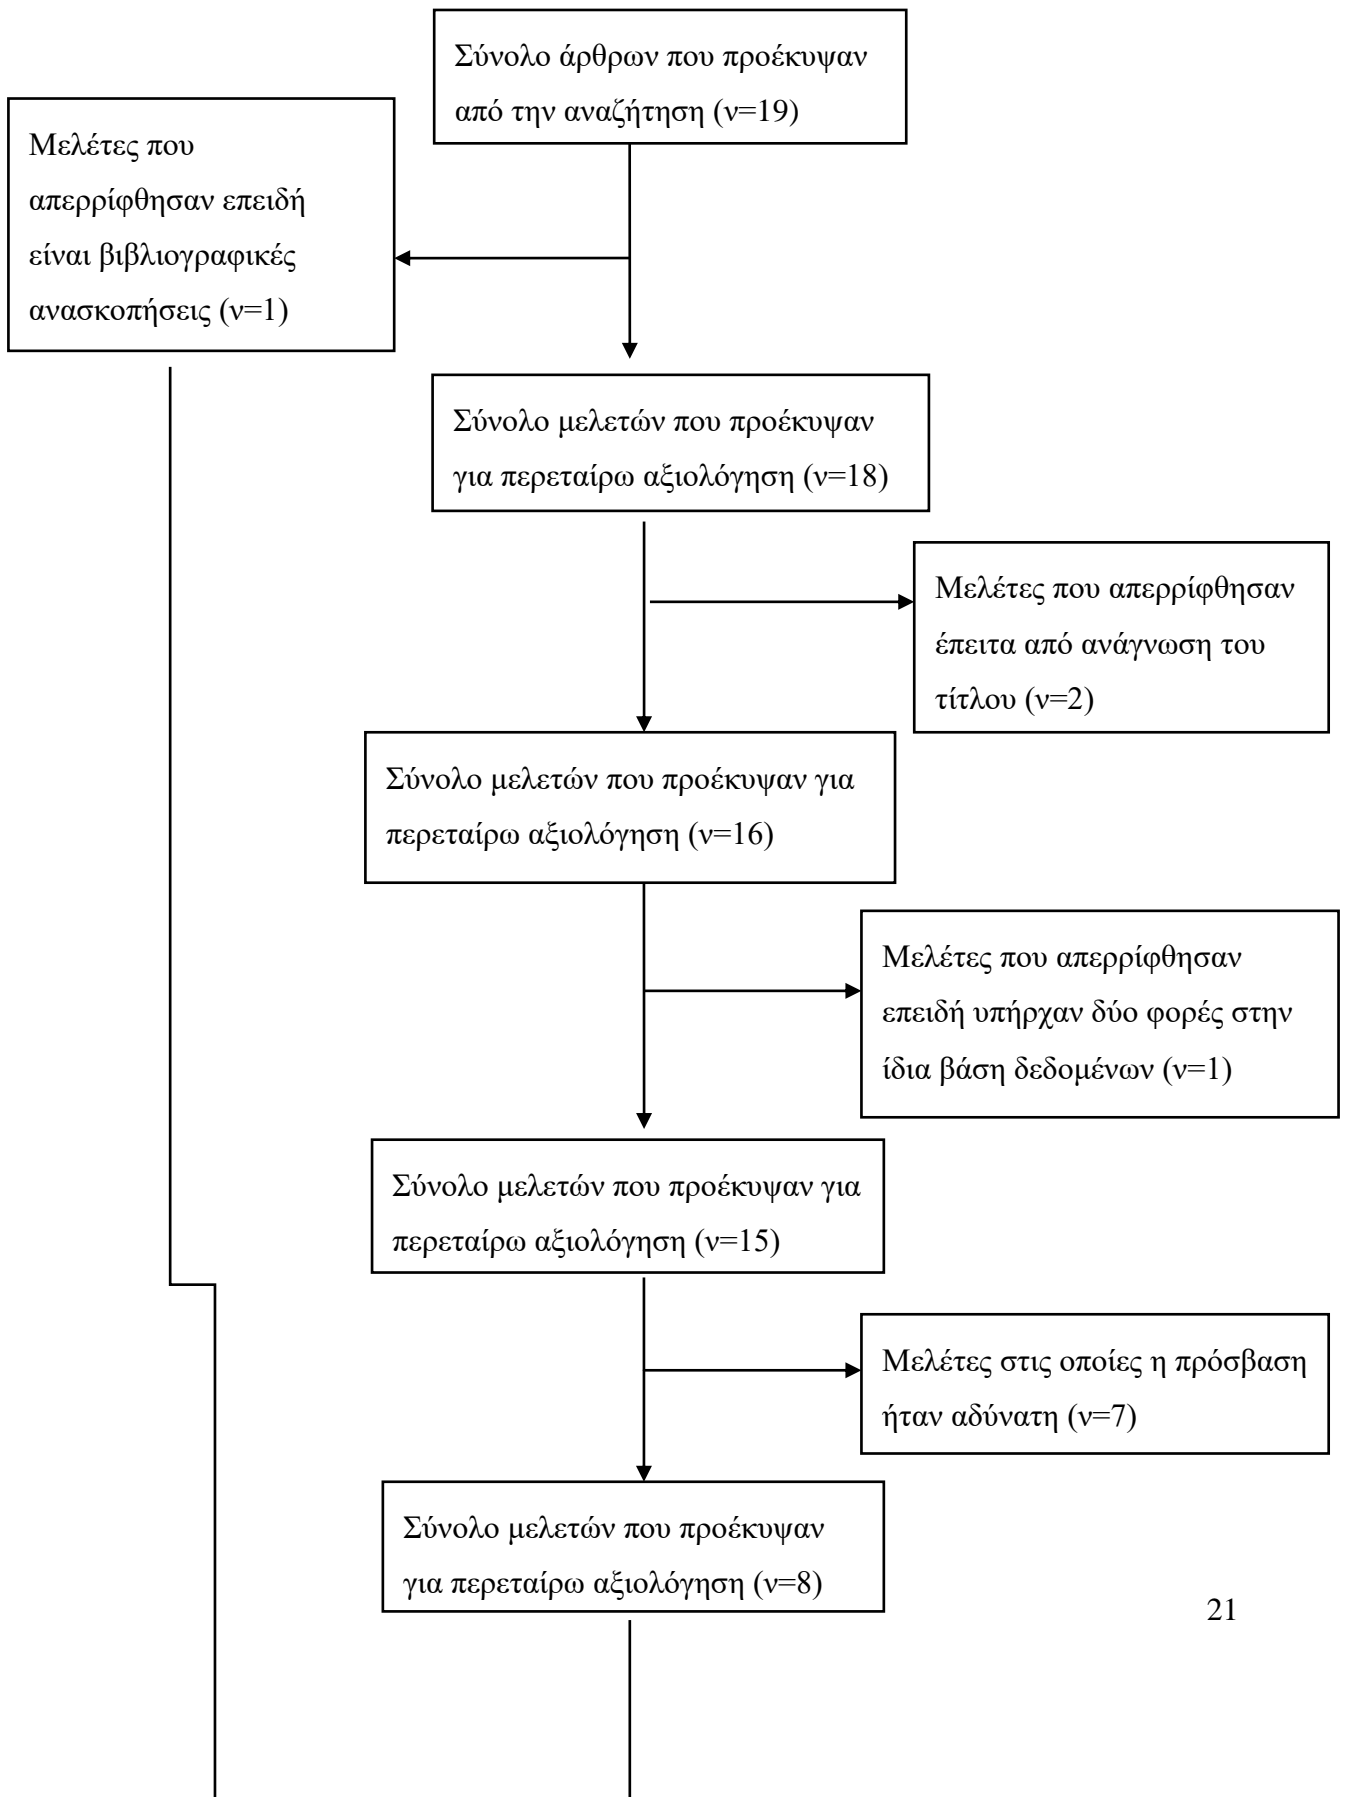 Σύνολο άρθρων που προέκυψαν
από την αναζήτηση (ν=19)
Μελέτες που
απερρίφθησαν επειδή
είναι βιβλιογραφικές
ανασκοπήσεις (ν=1)
Σύνολο μελετών που προέκυψαν
για περεταίρω αξιολόγηση (ν=18)
Μελέτες που απερρίφθησαν
έπειτα από ανάγνωση του
τίτλου (ν=2)
Σύνολο μελετών που προέκυψαν για
περεταίρω αξιολόγηση (ν=16)
Μελέτες που απερρίφθησαν
επειδή υπήρχαν δύο φορές στην
ίδια βάση δεδομένων (ν=1)
Σύνολο μελετών που προέκυψαν για
περεταίρω αξιολόγηση (ν=15)
Μελέτες στις οποίες η πρόσβαση
ήταν αδύνατη (ν=7)
Σύνολο μελετών που προέκυψαν
για περεταίρω αξιολόγηση (ν=8)
21